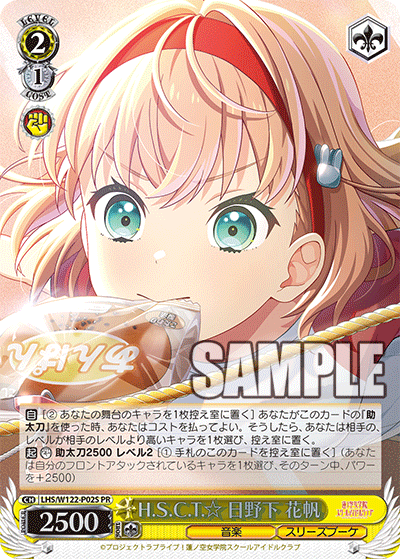 LEVEL
2
1
COST
あんぱん
SAMPLE
自 [② あなたの舞台のキャラを1枚控え室に置く] あなたがこのカードの『助
太刀』を使った時、あなたはコストを払ってよい。そうしたら、あなたは相手の、
レベルが相手のレベルより高いキャラを1枚選び、控え室に置く。
起 助太刀2500 レベル2 [① 手札のこのカードを控え室に置く] (あなた
は自分のフロントアタックされているキャラを1枚選び、そのターン中、パワー
を+2500)
CH LHS/W122-P02S PR
2500
H.S.C.T.☆ 日野下 花帆
音楽
スリーズブーケ
©プロジェクトラブライブ！蓮ノ空女学院スクールアイドルクラブ